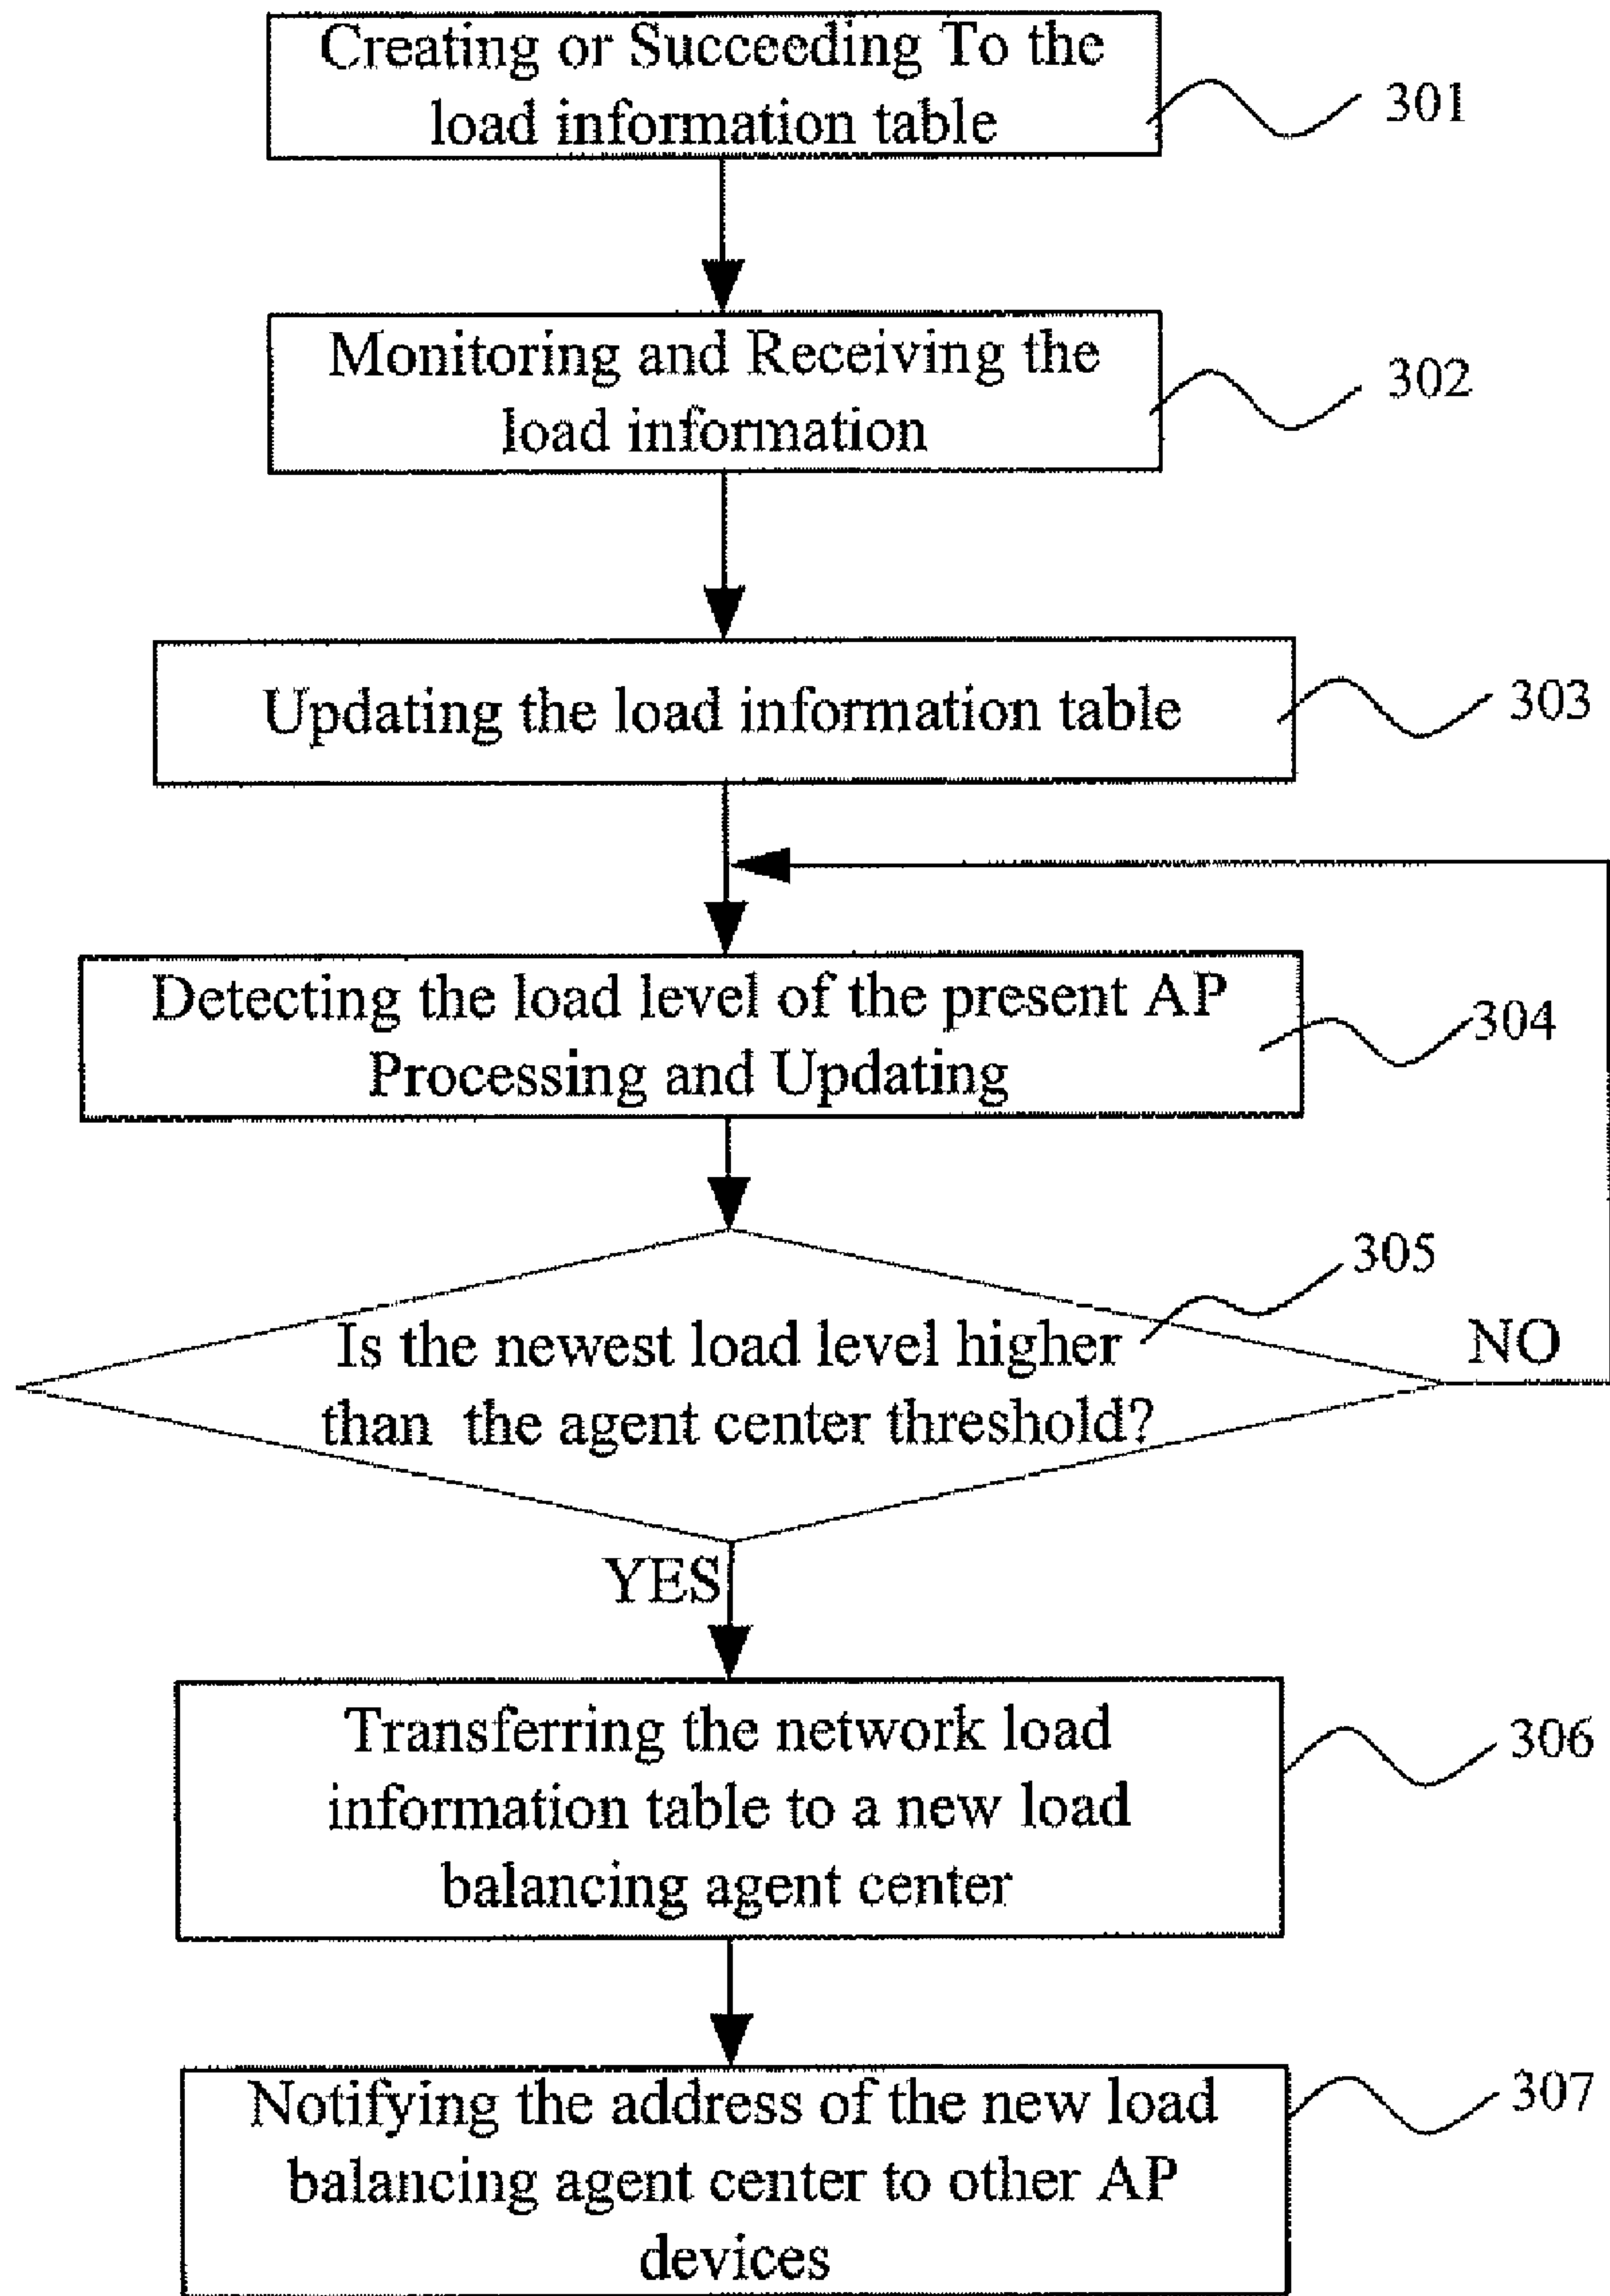 Creating or Succeeding To the
load information table
301
Monitoring and Receiving the
load information
302
Updating the load information table
303
Detecting the load level of the present AP
Processing and Updating
304
305
Is the newest load level higher
than the agent center threshold?
NO
YES
Transferring the network load
information table to a new load
balancing agent center
306
Notifying the address of the new load
balancing agent center to other AP
devices
307